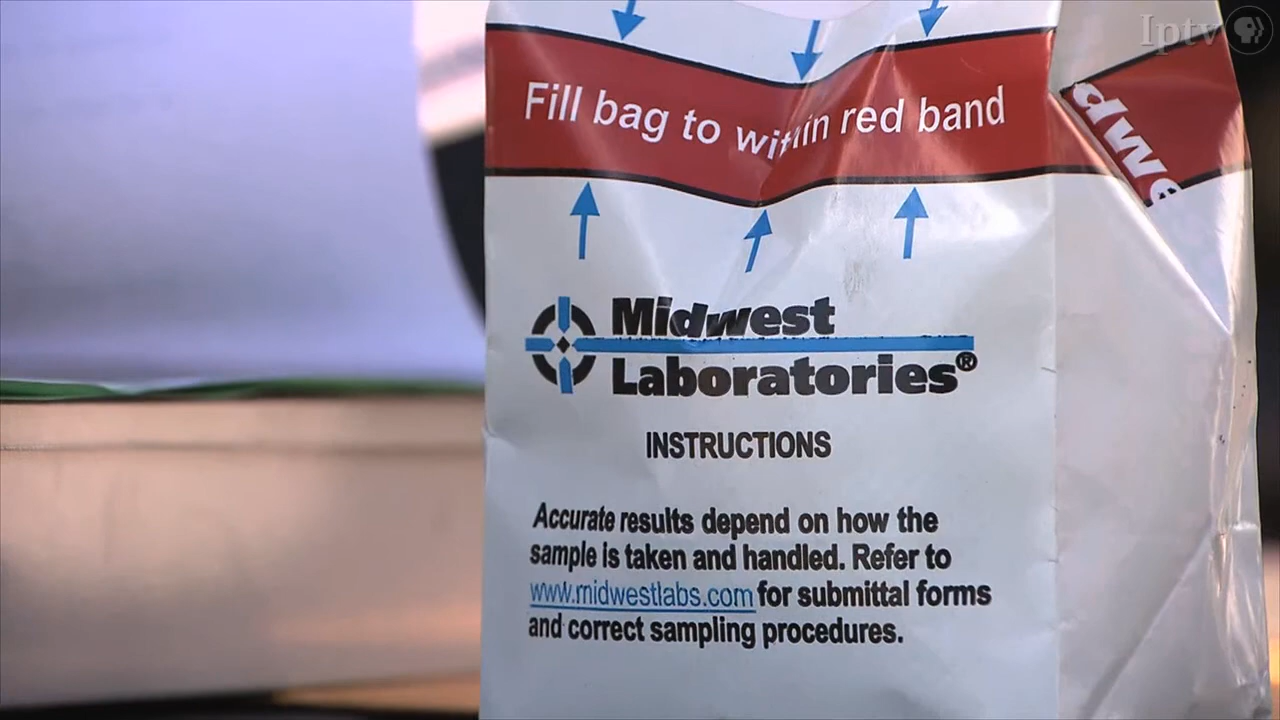 Iptv
Fill bag to within red band
dwe
Midwest
Laboratories®
INSTRUCTIONS
Accurate results depend on how the
sample is taken and handled. Refer to
www.midwestlabs.com for submittal forms
and correct sampling procedures.